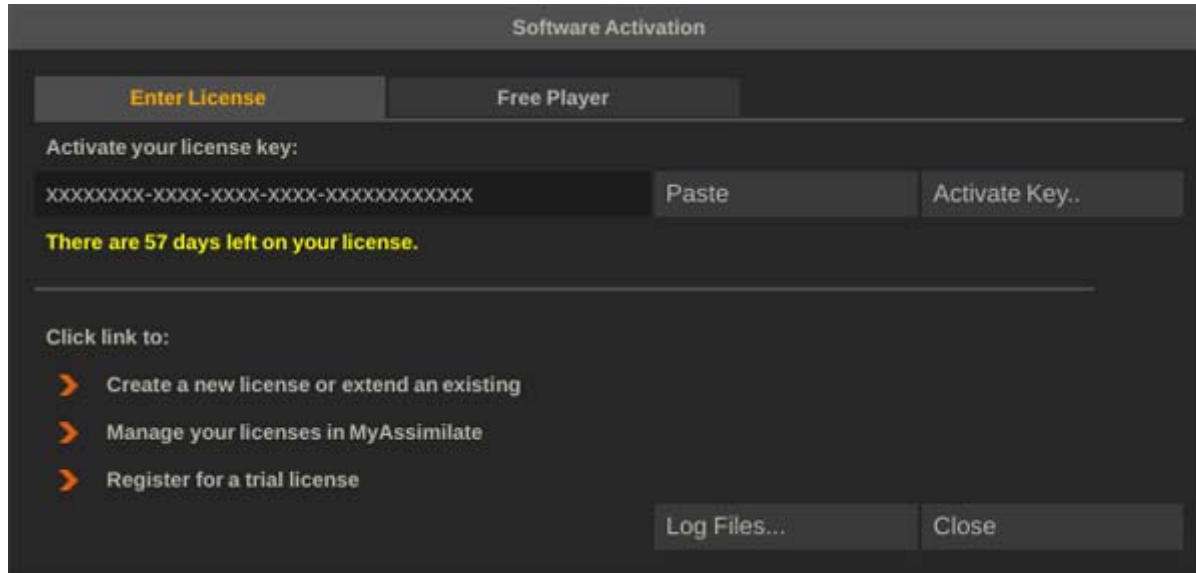 Software Activation
Enter License
Free Player
Activate your license key:
xxxxxxxx-xxxx-xxxx-xxxx-xxxxxxxxxxxx
Paste
Activate Key..
There are 57 days left on your license.
Click link to:
Create a new license or extend an existing
Manage your licenses in MyAssimilate
Register for a trial license
Log Files...
Close